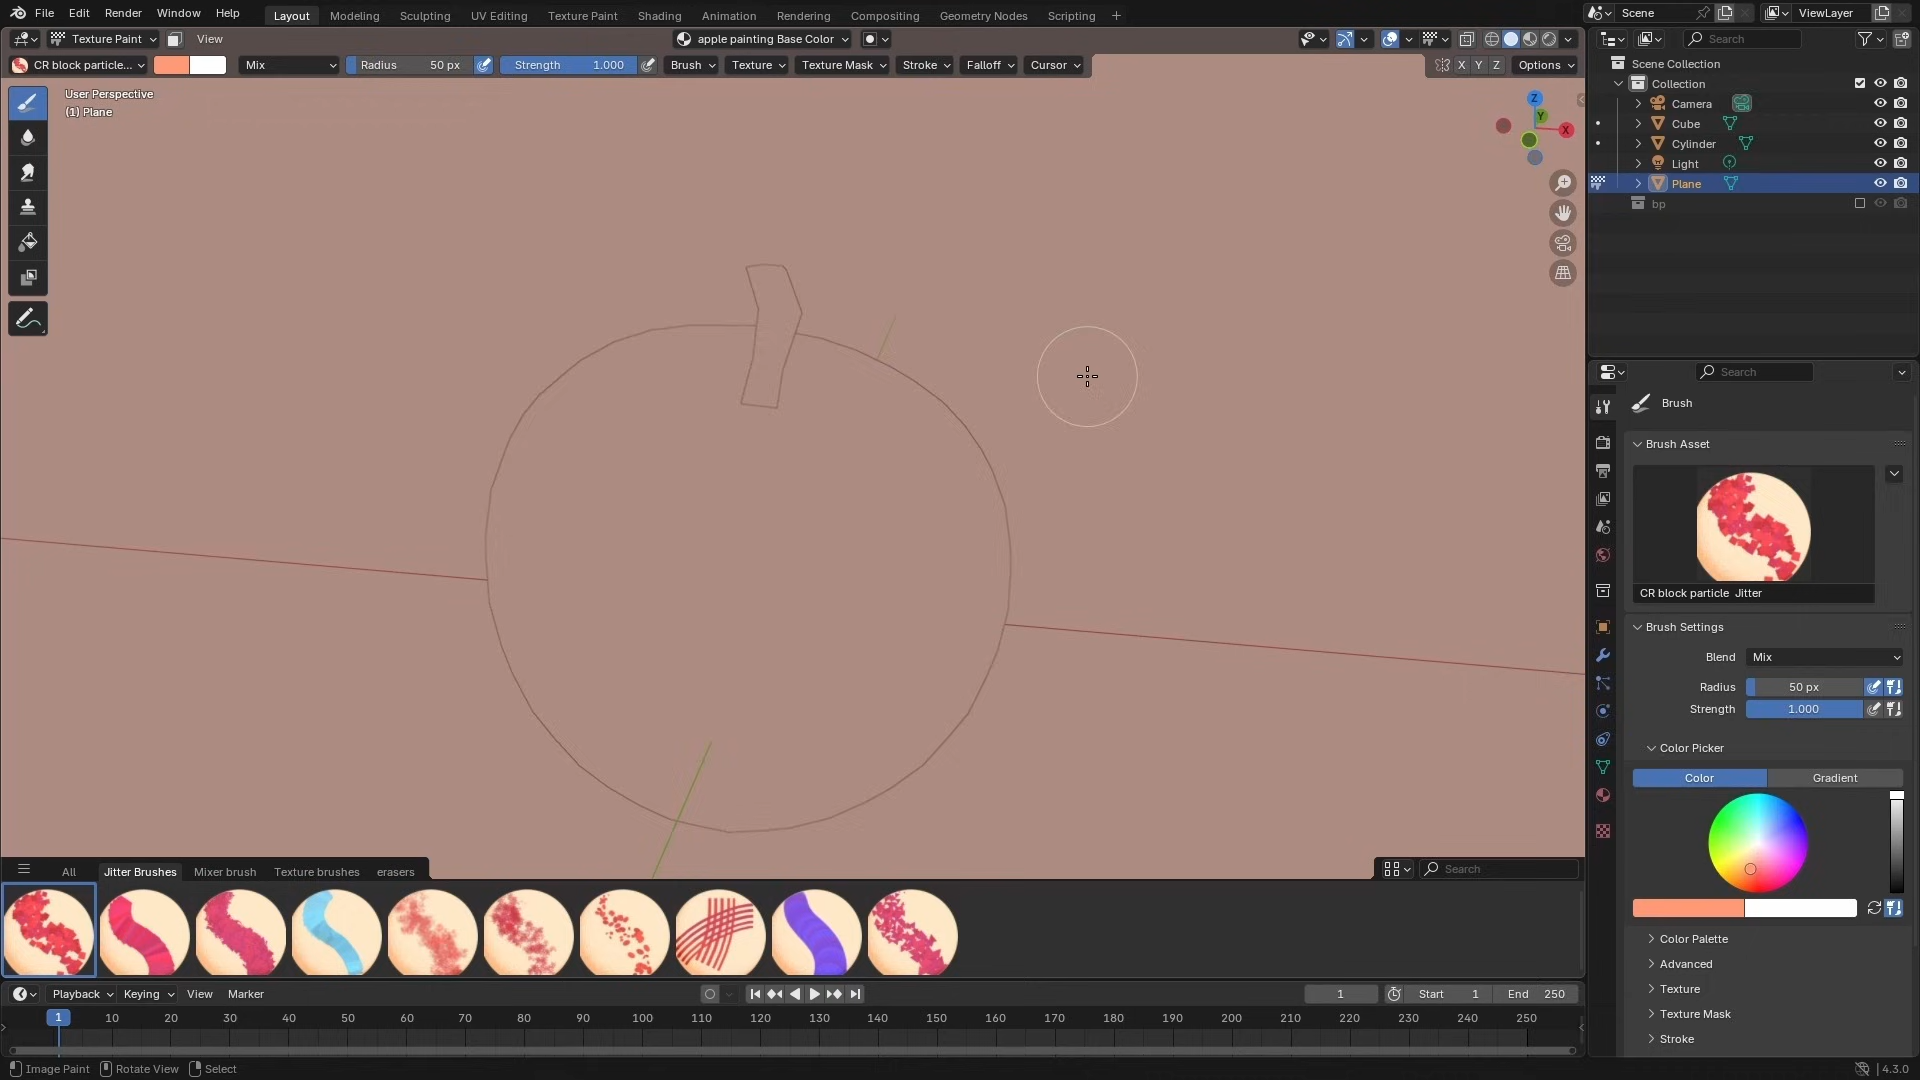 File Edit Render Window Help Layout Modeling Sculpting UV Editing Texture Paint Shading Animation Rendering Compositing Geometry Nodes Scripting + Scene ViewLayer
Texture Paint View apple painting Base Color Search
CR block particle... Mix Radius 50 px Strength 1.000 Brush Texture Texture Mask Stroke Falloff Cursor X Y Z Options
User Perspective
(1) Plane
Z
Y
X
Scene Collection
Collection
Camera
Cube
Cylinder
Light
Plane
bp
Search
Brush
Brush Asset
CR block particle Jitter
Brush Settings
Blend Mix
Radius 50 px
Strength 1.000
Color Picker
Color Gradient
Color Palette
Advanced
Texture
Texture Mask
Stroke
All Jitter Brushes Mixer brush Texture brushes erasers Search
Playback Keying View Marker 1 Start 1 End 250
1 10 20 30 40 50 60 70 80 90 100 110 120 130 140 150 160 170 180 190 200 210 220 230 240 250
Image Paint Rotate View Select 4.3.0